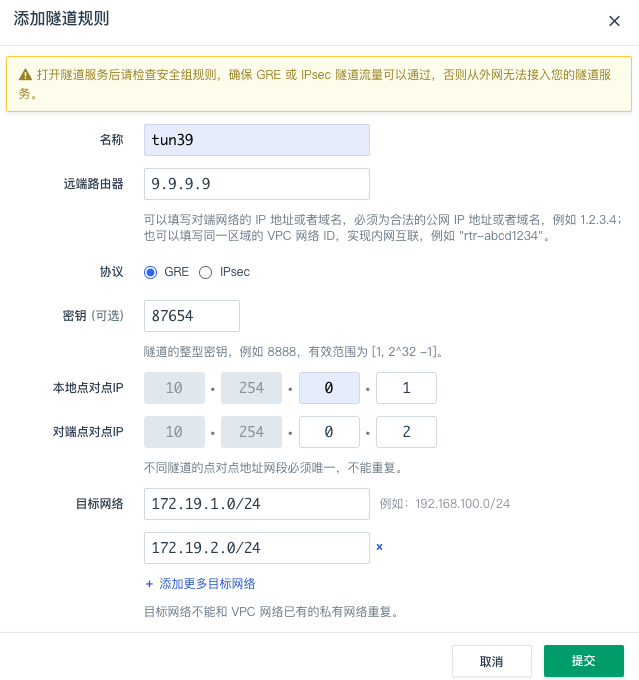 添加隧道规则
打开隧道服务后请检查安全组规则，确保 GRE 或 IPsec 隧道流量可以通过，否则从外网无法接入您的隧道服
务。
名称 tun39
远端路由器 9.9.9.9
可以填写对端网络的 IP 地址或者域名，必须为合法的公网 IP 地址或者域名，例如 1.2.3.4；
也可以填写同一区域的 VPC 网络 ID，实现内网互联，例如 "rtr-abcd1234"。
协议 GRE IPsec
密钥 (可选) 87654
隧道的整型密钥，例如 8888，有效范围为 [1, 2^32 -1]。
本地点对点IP 10 . 254 . 0 . 1
对端点对点IP 10 . 254 . 0 . 2
不同隧道的点对点地址网段必须唯一，不能重复。
目标网络 172.19.1.0/24 例如：192.168.100.0/24
172.19.2.0/24 ×
+ 添加更多目标网络
目标网络不能和 VPC 网络已有的私有网络重复。
取消 提交